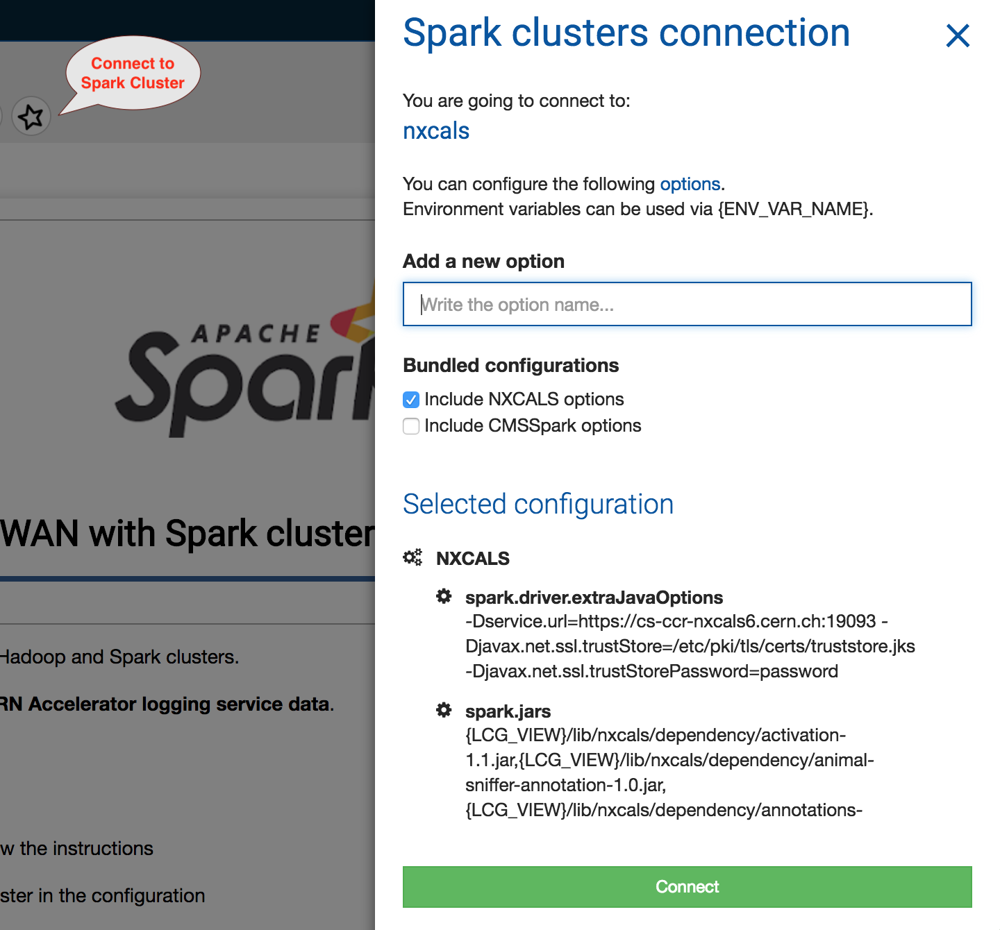 Connect to
Spark Cluster
APACHE
Spark
WAN with Spark cluster
Hadoop and Spark clusters.
RN Accelerator logging service data.
w the instructions
ster in the configuration
Spark clusters connection
You are going to connect to:
nxcals
You can configure the following options.
Environment variables can be used via {ENV_VAR_NAME}.
Add a new option
Write the option name...
Bundled configurations
Include NXCALS options
Include CMSSpark options
Selected configuration
NXCALS
spark.driver.extraJavaOptions
-Dservice.url=https://cs-ccr-nxcals6.cern.ch:19093 -
Djavax.net.ssl.trustStore=/etc/pki/tls/certs/truststore.jks
-Djavax.net.ssl.trustStorePassword=password
spark.jars
{LCG_VIEW}/lib/nxcals/dependency/activation-
1.1.jar,{LCG_VIEW}/lib/nxcals/dependency/animal-
sniffer-annotation-1.0.jar,
{LCG_VIEW}/lib/nxcals/dependency/annotations-
Connect